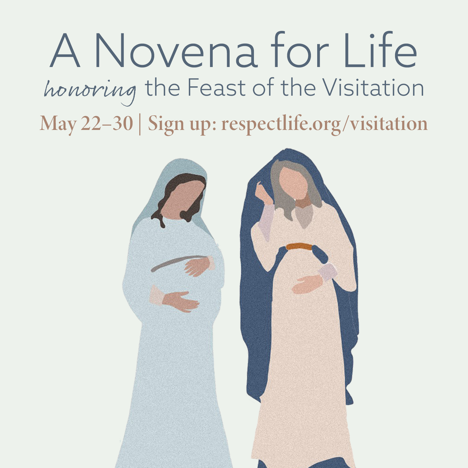 A Novena for Life
honoring the Feast of the Visitation
May 22–30 | Sign up: respectlife.org/visitation